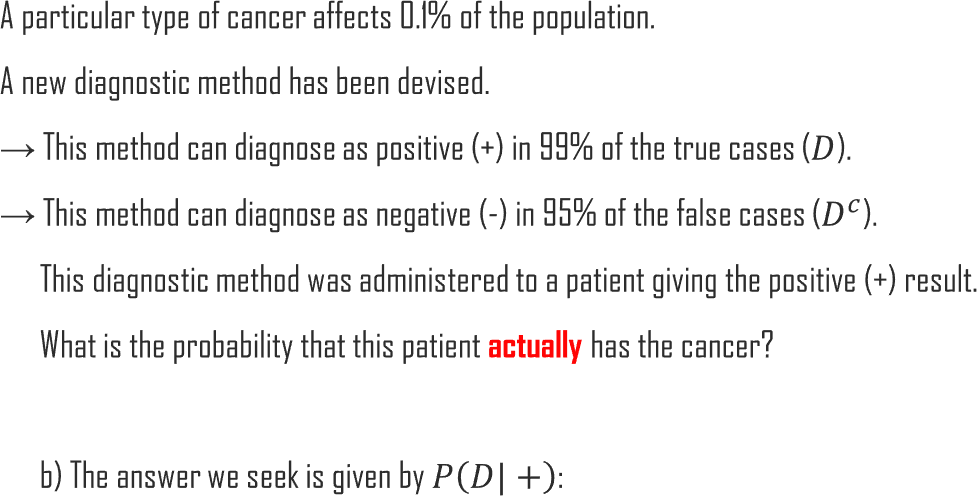 A particular type of cancer affects 0.1% of the population.
A new diagnostic method has been devised.
→ This method can diagnose as positive (+) in 99% of the true cases (D).
→ This method can diagnose as negative (-) in 95% of the false cases (Dᶜ).
This diagnostic method was administered to a patient giving the positive (+) result.
What is the probability that this patient actually has the cancer?
b) The answer we seek is given by P(D| +):